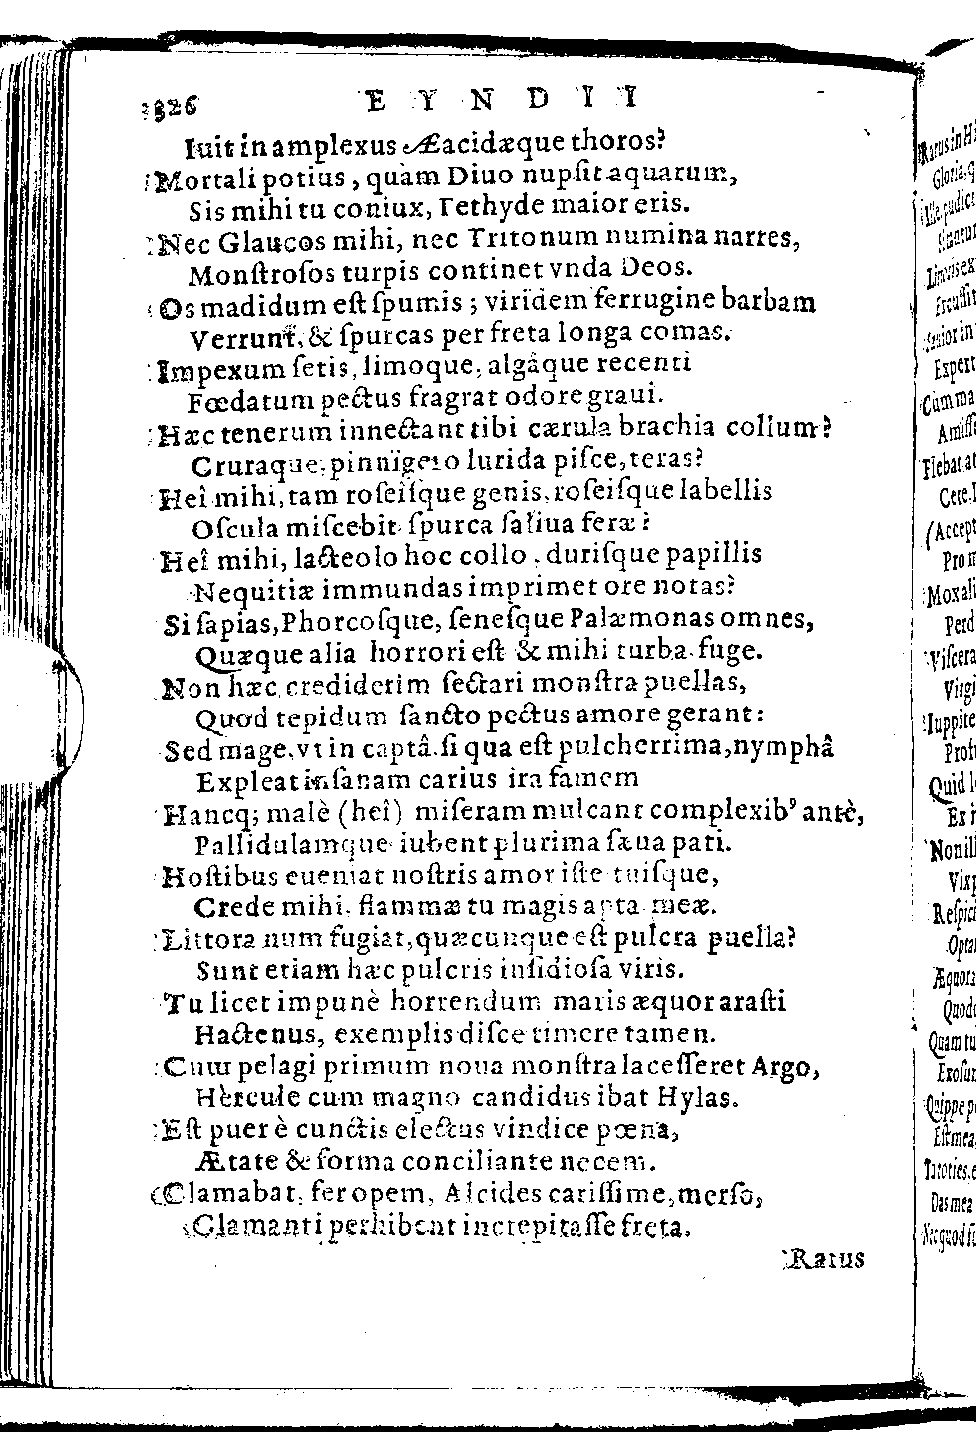 326 EYNDII
Iuit in amplexus Æacidæque thoros?
Mortali potius, quàm Diuo nupsit aquarum,
Sis mihi tu coniux, Tethyde maior eris.
Nec Glaucos mihi, nec Tritonum numina narres,
Monſtroſos turpis continet vnda Deos.
Os madidum eſt ſpumis; viridem ferrugine barbam
Verrunt, & ſpurcas per freta longa comas.
Impexum ſetis, limoque, algâque recenti
Fœdatum pectus fragrat odore graui.
Hæc tenerum innectant tibi cærula brachia collum?
Cruraque, pinnigero lurida piſce, teras?
Heî mihi, tam roſeiſque genis, roſeiſque labellis
Oſcula miſcebit ſpurca ſaliua feræ?
Heî mihi, lacteolo hoc collo, duriſque papillis
Nequitiæ immundas imprimet ore notas?
Si ſapias, Phorcoſque, ſeneſque Palæmonas omnes,
Quæque alia horrori eſt & mihi turba fuge.
Non hæc crediderim ſectari monſtra puellas,
Quod tepidum ſancto pectus amore gerant:
Sed mage, vt in captâ, ſi qua eſt pulcherrima, nymphâ
Expleat inſanam carius ira famem
Hancq; malè (heî) miſeram mulcant complexibꝰ antè,
Pallidulamque iubent plurima ſæua pati.
Hoſtibus eueniat noſtris amor iſte tuiſque,
Crede mihi, flammæ tu magis apta meæ.
Littora num fugiat, quæcunque eſt pulcra puella?
Sunt etiam hæc pulcris inſidioſa viris.
Tu licet impunè horrendum maris æquor araſti
Hactenus, exemplis diſce timere tamen.
Cum pelagi primum noua monſtra laceſſeret Argo,
Hèrcule cum magno candidus ibat Hylas.
Eſt puer è cunctis electus vindice pœna,
Ætate & forma conciliante necem.
(Clamabat, fer opem, Alcides cariſſime, merſo,
Clamanti perhibent increpitaſſe freta.
Ratus